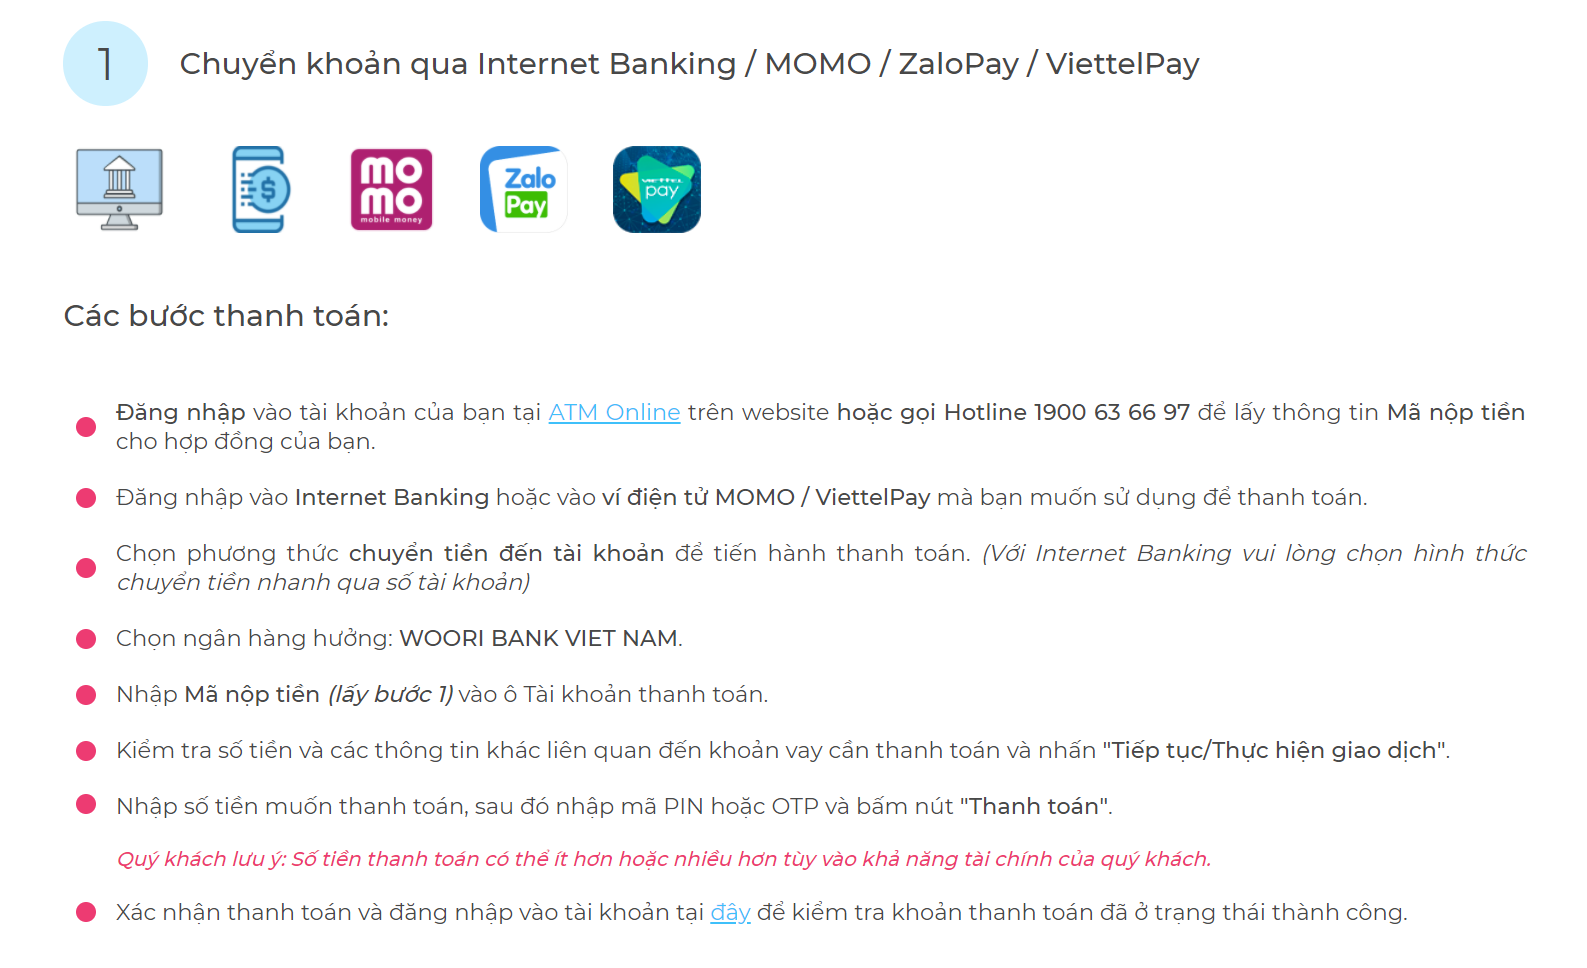 1
Chuyển khoản qua Internet Banking / MOMO / ZaloPay / ViettelPay
mo
mo
mobile money
Zalo
Pay
VIETTEL
pay
Các bước thanh toán:
Đăng nhập vào tài khoản của bạn tại ATM Online trên website hoặc gọi Hotline 1900 63 66 97 để lấy thông tin Mã nộp tiền
cho hợp đồng của bạn.
Đăng nhập vào Internet Banking hoặc vào ví điện tử MOMO / ViettelPay mà bạn muốn sử dụng để thanh toán.
Chọn phương thức chuyển tiền đến tài khoản để tiến hành thanh toán. (Với Internet Banking vui lòng chọn hình thức
chuyển tiền nhanh qua số tài khoản)
Chọn ngân hàng hưởng: WOORI BANK VIET NAM.
Nhập Mã nộp tiền (lấy bước 1) vào ô Tài khoản thanh toán.
Kiểm tra số tiền và các thông tin khác liên quan đến khoản vay cần thanh toán và nhấn "Tiếp tục/Thực hiện giao dịch".
Nhập số tiền muốn thanh toán, sau đó nhập mã PIN hoặc OTP và bấm nút "Thanh toán".
Quý khách lưu ý: Số tiền thanh toán có thể ít hơn hoặc nhiều hơn tùy vào khả năng tài chính của quý khách.
Xác nhận thanh toán và đăng nhập vào tài khoản tại đây để kiểm tra khoản thanh toán đã ở trạng thái thành công.